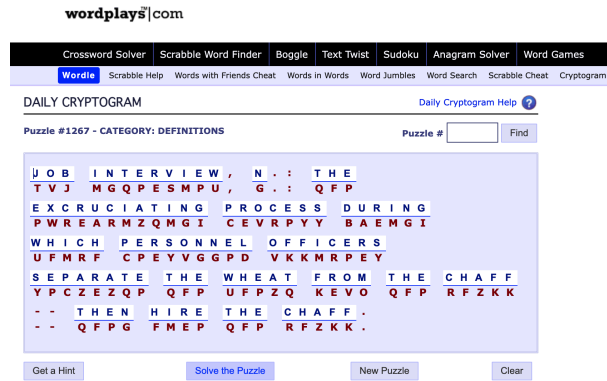 wordplays™|com
Crossword Solver Scrabble Word Finder Boggle Text Twist Sudoku Anagram Solver Word Games
Wordle Scrabble Help Words with Friends Cheat Words in Words Word Jumbles Word Search Scrabble Cheat Cryptogram
DAILY CRYPTOGRAM Daily Cryptogram Help ?
Puzzle #1267 - CATEGORY: DEFINITIONS Puzzle # Find
JOB INTERVIEW, N.: THE
TVJ MGQPESMPU, G.: QFP
EXCRUCIATING PROCESS DURING
PWREARMZQMGI CEVRPYY BAEMGI
WHICH PERSONNEL OFFICERS
UFMRF CPEYVGGPD VKKMRPEY
SEPARATE THE WHEAT FROM THE CHAFF
YPCZEZQP QFP UFPZQ KEVO QFP RFZKK
-- THEN HIRE THE CHAFF.
-- QFPG FMEP QFP RFZKK.
Get a Hint Solve the Puzzle New Puzzle Clear